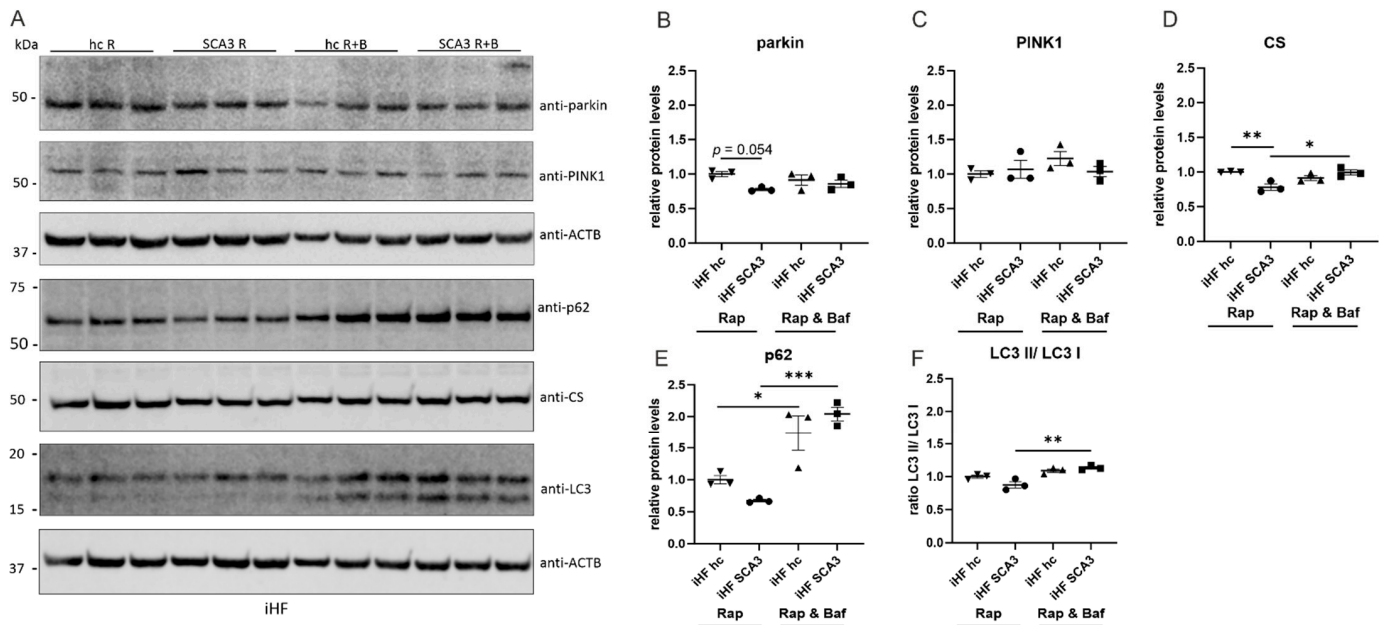 A
kDa
hc R
SCA3 R
hc R+B
SCA3 R+B
50 -
anti-parkin
50 -
anti-PINK1
37 -
anti-ACTB
75 -
anti-p62
50 -
50 -
anti-CS
20 -
anti-LC3
15 -
37 -
anti-ACTB
iHF
B
parkin
relative protein levels
2.5
2.0
1.5
1.0
0.5
0.0
p = 0.054
iHF hc
iHF SCA3
iHF hc
iHF SCA3
Rap
Rap & Baf
C
PINK1
relative protein levels
2.5
2.0
1.5
1.0
0.5
0.0
iHF hc
iHF SCA3
iHF hc
iHF SCA3
Rap
Rap & Baf
D
CS
relative protein levels
2.5
2.0
1.5
1.0
0.5
0.0
**
*
iHF hc
iHF SCA3
iHF hc
iHF SCA3
Rap
Rap & Baf
E
p62
relative protein levels
2.5
2.0
1.5
1.0
0.5
0.0
***
*
iHF hc
iHF SCA3
iHF hc
iHF SCA3
Rap
Rap & Baf
F
LC3 II/ LC3 I
ratio LC3 II/ LC3 I
2.5
2.0
1.5
1.0
0.5
0.0
**
iHF hc
iHF SCA3
iHF hc
iHF SCA3
Rap
Rap & Baf